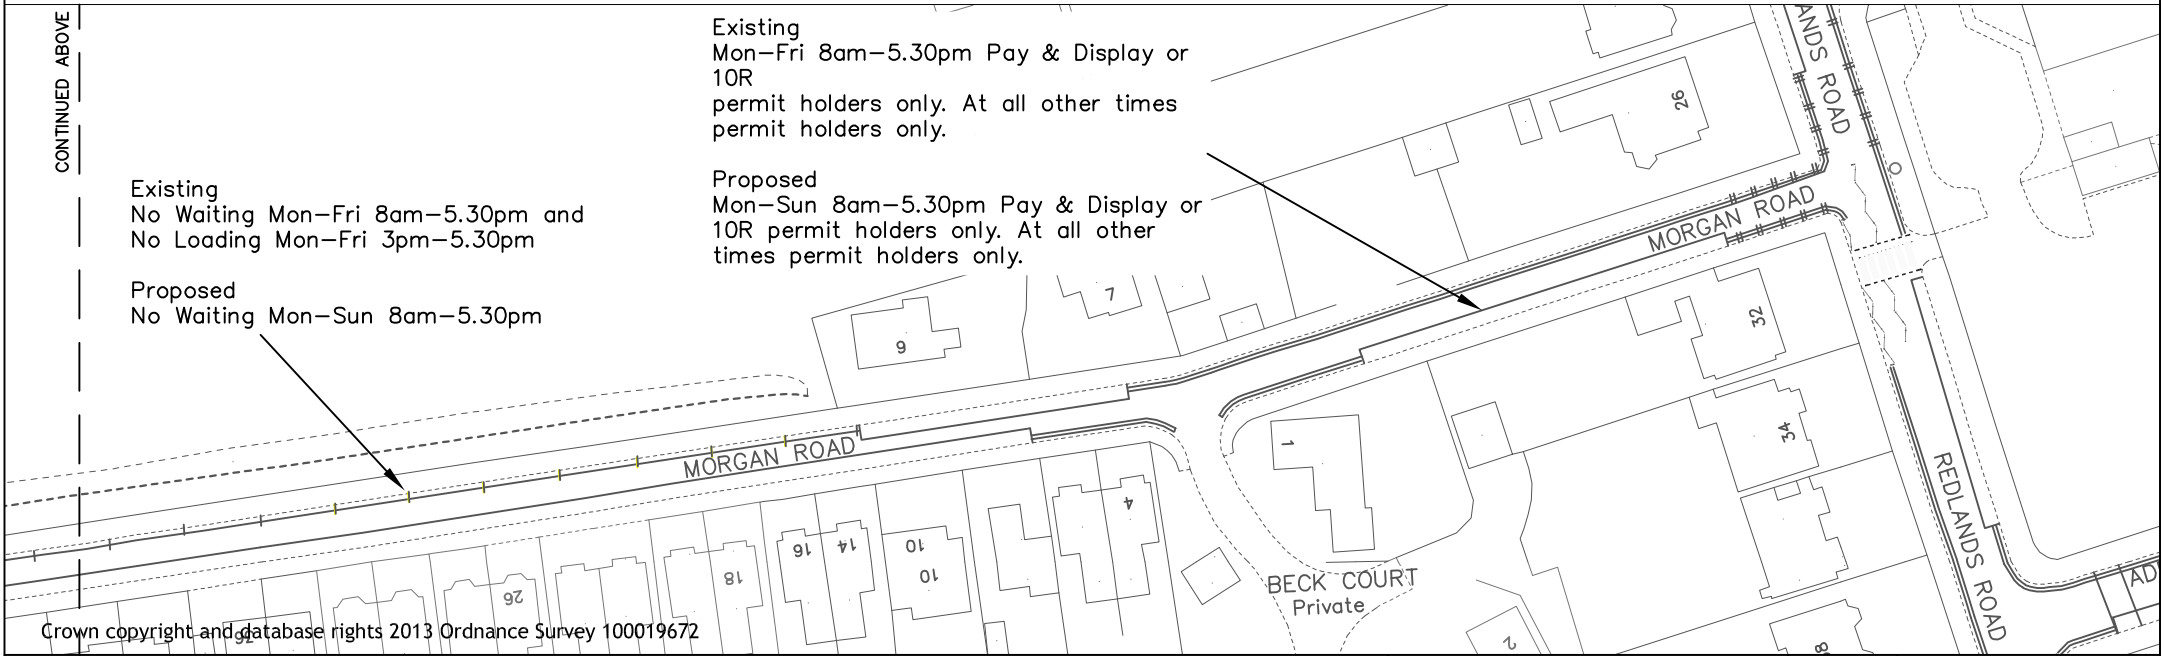 CONTINUED ABOVE
Existing
No Waiting Mon-Fri 8am-5.30pm and
No Loading Mon-Fri 3pm-5.30pm
Proposed
No Waiting Mon-Sun 8am-5.30pm
Existing
Mon-Fri 8am-5.30pm Pay & Display or
10R
permit holders only. At all other times
permit holders only.
Proposed
Mon-Sun 8am-5.30pm Pay & Display or
10R permit holders only. At all other
times permit holders only.
ANDS ROAD
26
MORGAN ROAD
7
9
32
34
1
MORGAN ROAD
4
10
10
14
16
18
26
REDLANDS ROAD
BECK COURT
Private
2
AD
Crown copyright and database rights 2013 Ordnance Survey 100019672